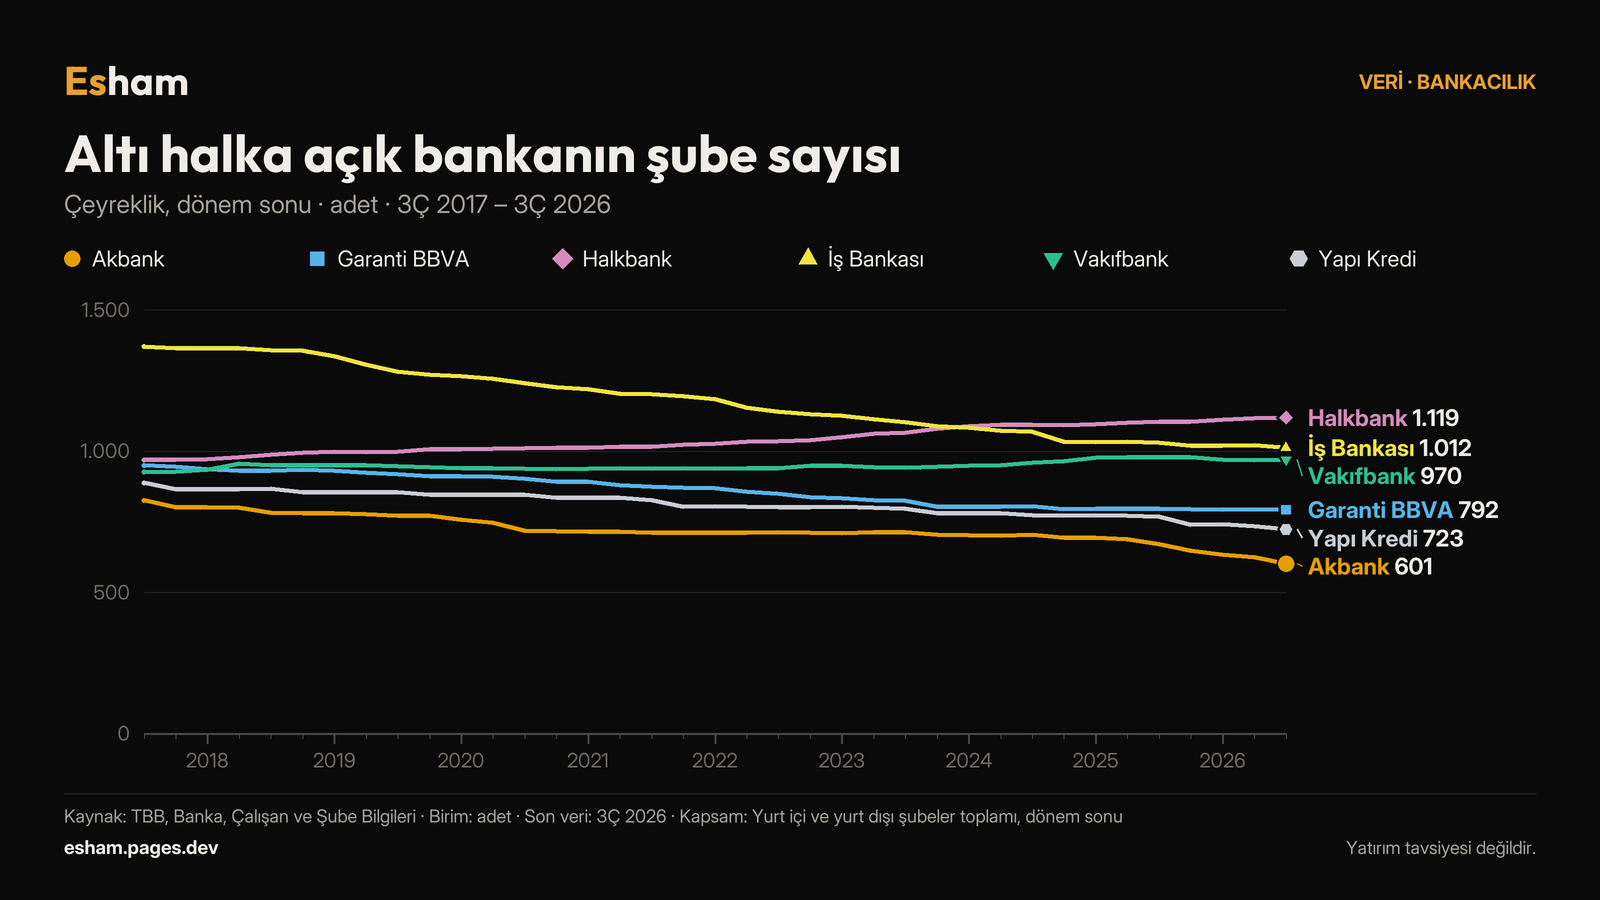 Esham
VERİ · BANKACILIK
Altı halka açık bankanın şube sayısı
Çeyreklik, dönem sonu · adet · 3Ç 2017 – 3Ç 2026
Akbank
Garanti BBVA
Halkbank
İş Bankası
Vakıfbank
Yapı Kredi
1.500
1.000
500
0
Halkbank 1.119
İş Bankası 1.012
Vakıfbank 970
Garanti BBVA 792
Yapı Kredi 723
Akbank 601
2018 2019 2020 2021 2022 2023 2024 2025 2026
Kaynak: TBB, Banka, Çalışan ve Şube Bilgileri · Birim: adet · Son veri: 3Ç 2026 · Kapsam: Yurt içi ve yurt dışı şubeler toplamı, dönem sonu
esham.pages.dev
Yatırım tavsiyesi değildir.